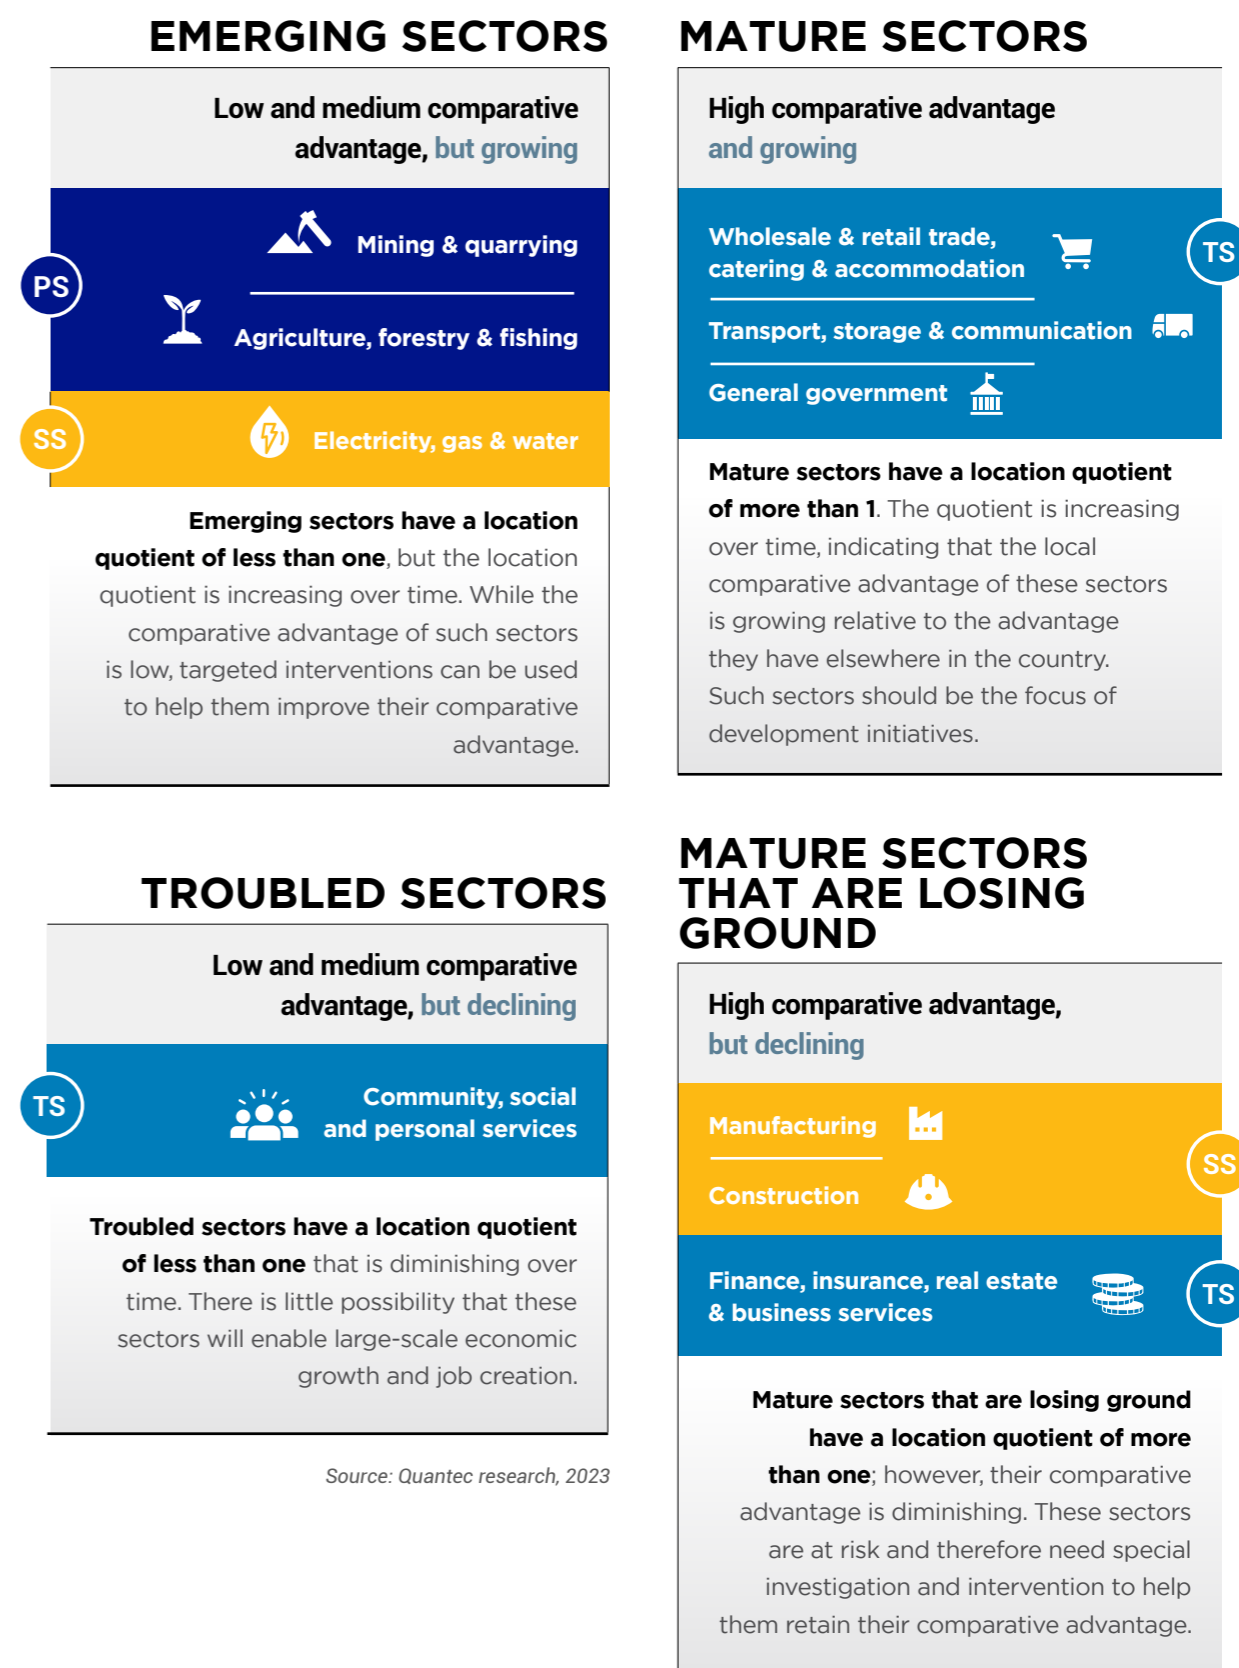 EMERGING SECTORS
Low and medium comparative
advantage, but growing
PS
Mining & quarrying
Agriculture, forestry & fishing
SS
Electricity, gas & water
Emerging sectors have a location
quotient of less than one, but the location
quotient is increasing over time. While the
comparative advantage of such sectors
is low, targeted interventions can be used
to help them improve their comparative
advantage.
MATURE SECTORS
High comparative advantage
and growing
Wholesale & retail trade,
catering & accommodation
TS
Transport, storage & communication
General government
Mature sectors have a location quotient
of more than 1. The quotient is increasing
over time, indicating that the local
comparative advantage of these sectors
is growing relative to the advantage
they have elsewhere in the country.
Such sectors should be the focus of
development initiatives.
TROUBLED SECTORS
Low and medium comparative
advantage, but declining
TS
Community, social
and personal services
Troubled sectors have a location quotient
of less than one that is diminishing over
time. There is little possibility that these
sectors will enable large-scale economic
growth and job creation.
Source: Quantec research, 2023
MATURE SECTORS
THAT ARE LOSING
GROUND
High comparative advantage,
but declining
Manufacturing
SS
Construction
Finance, insurance, real estate
& business services
TS
Mature sectors that are losing ground
have a location quotient of more
than one; however, their comparative
advantage is diminishing. These sectors
are at risk and therefore need special
investigation and intervention to help
them retain their comparative advantage.